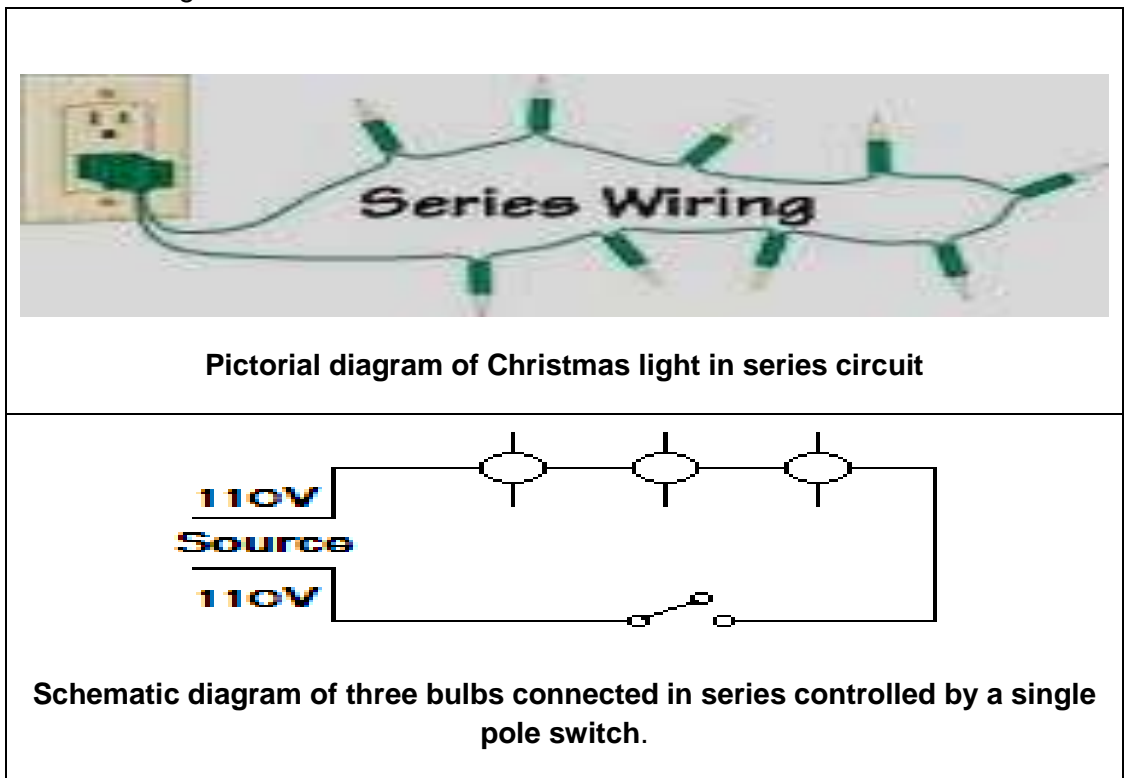 Series Wiring
Pictorial diagram of Christmas light in series circuit
110V
Source
110V
Schematic diagram of three bulbs connected in series controlled by a single
pole switch.